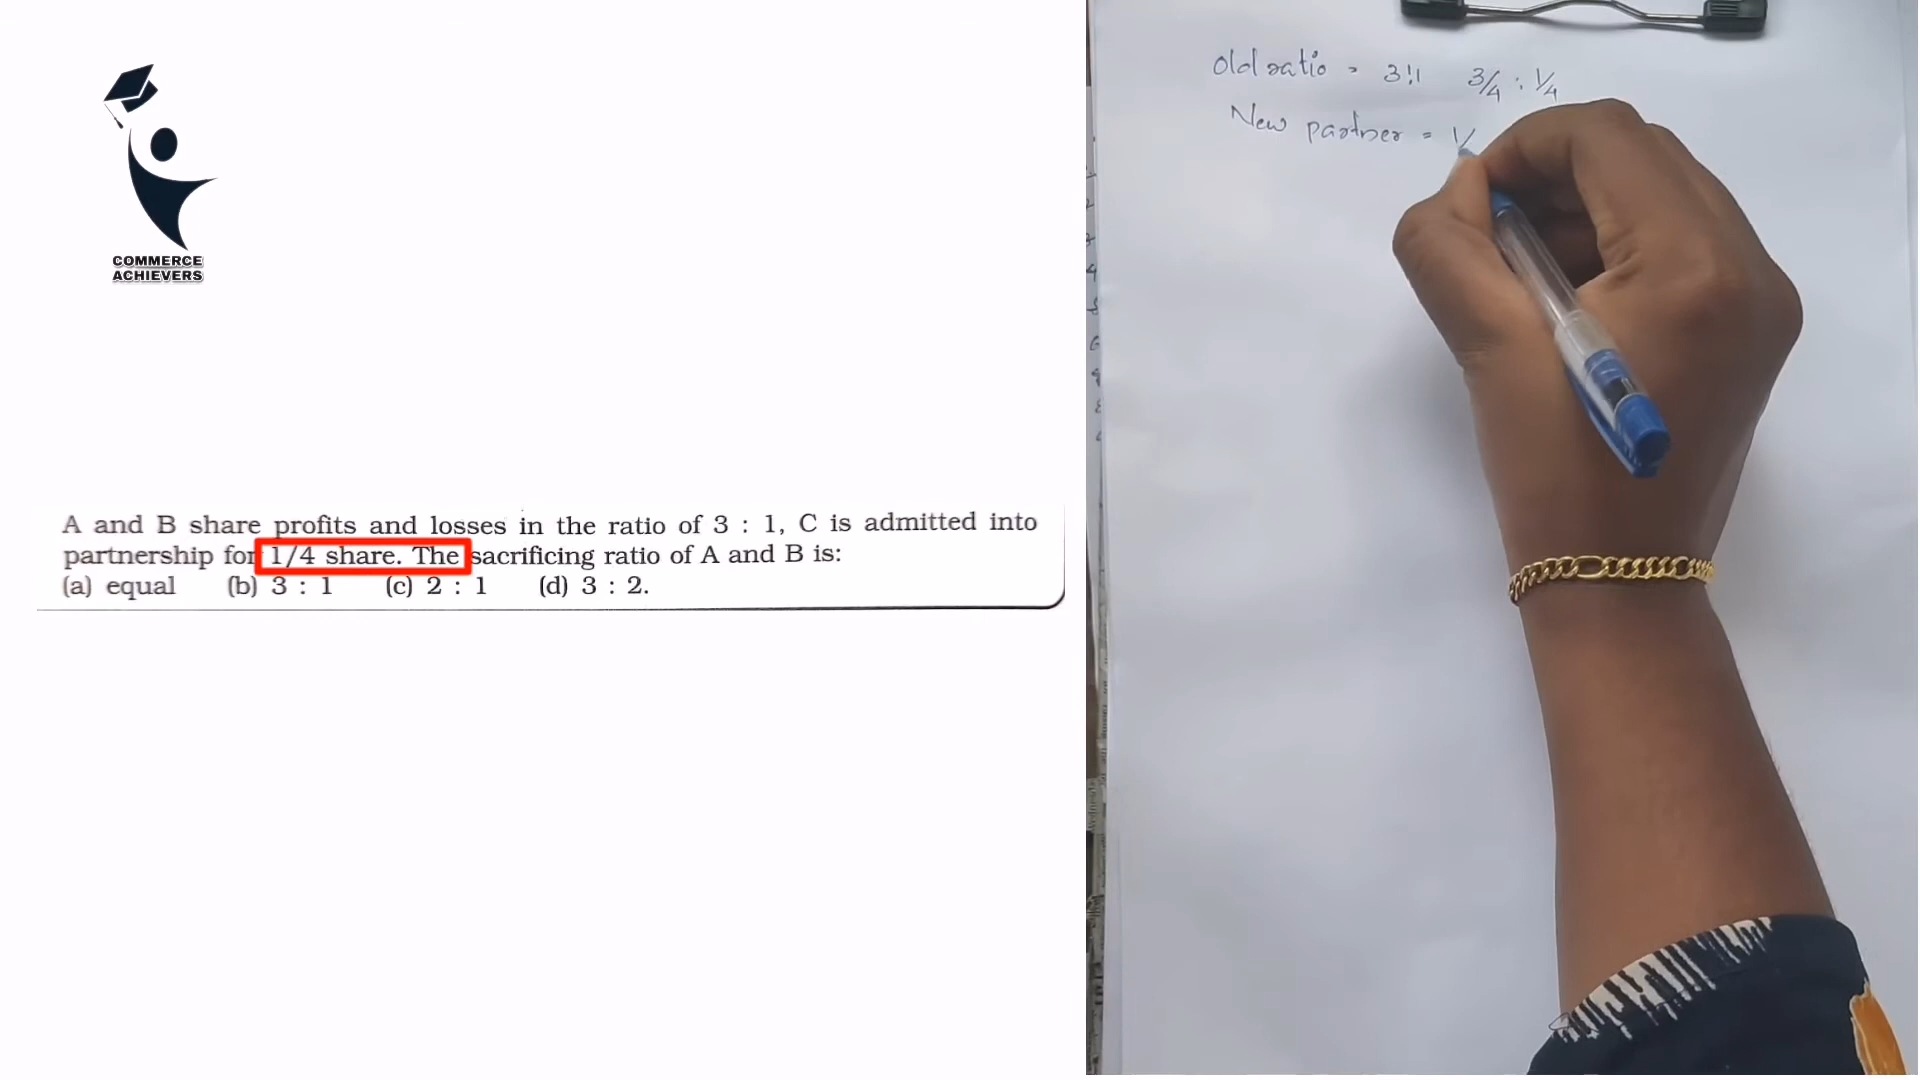 COMMERCE
ACHIEVERS
A and B share profits and losses in the ratio of 3 : 1, C is admitted into
partnership for 1/4 share. The sacrificing ratio of A and B is:
(a) equal (b) 3 : 1 (c) 2 : 1 (d) 3 : 2.
Old ratio = 3:1 3/4 : 1/4
New partner = 1/